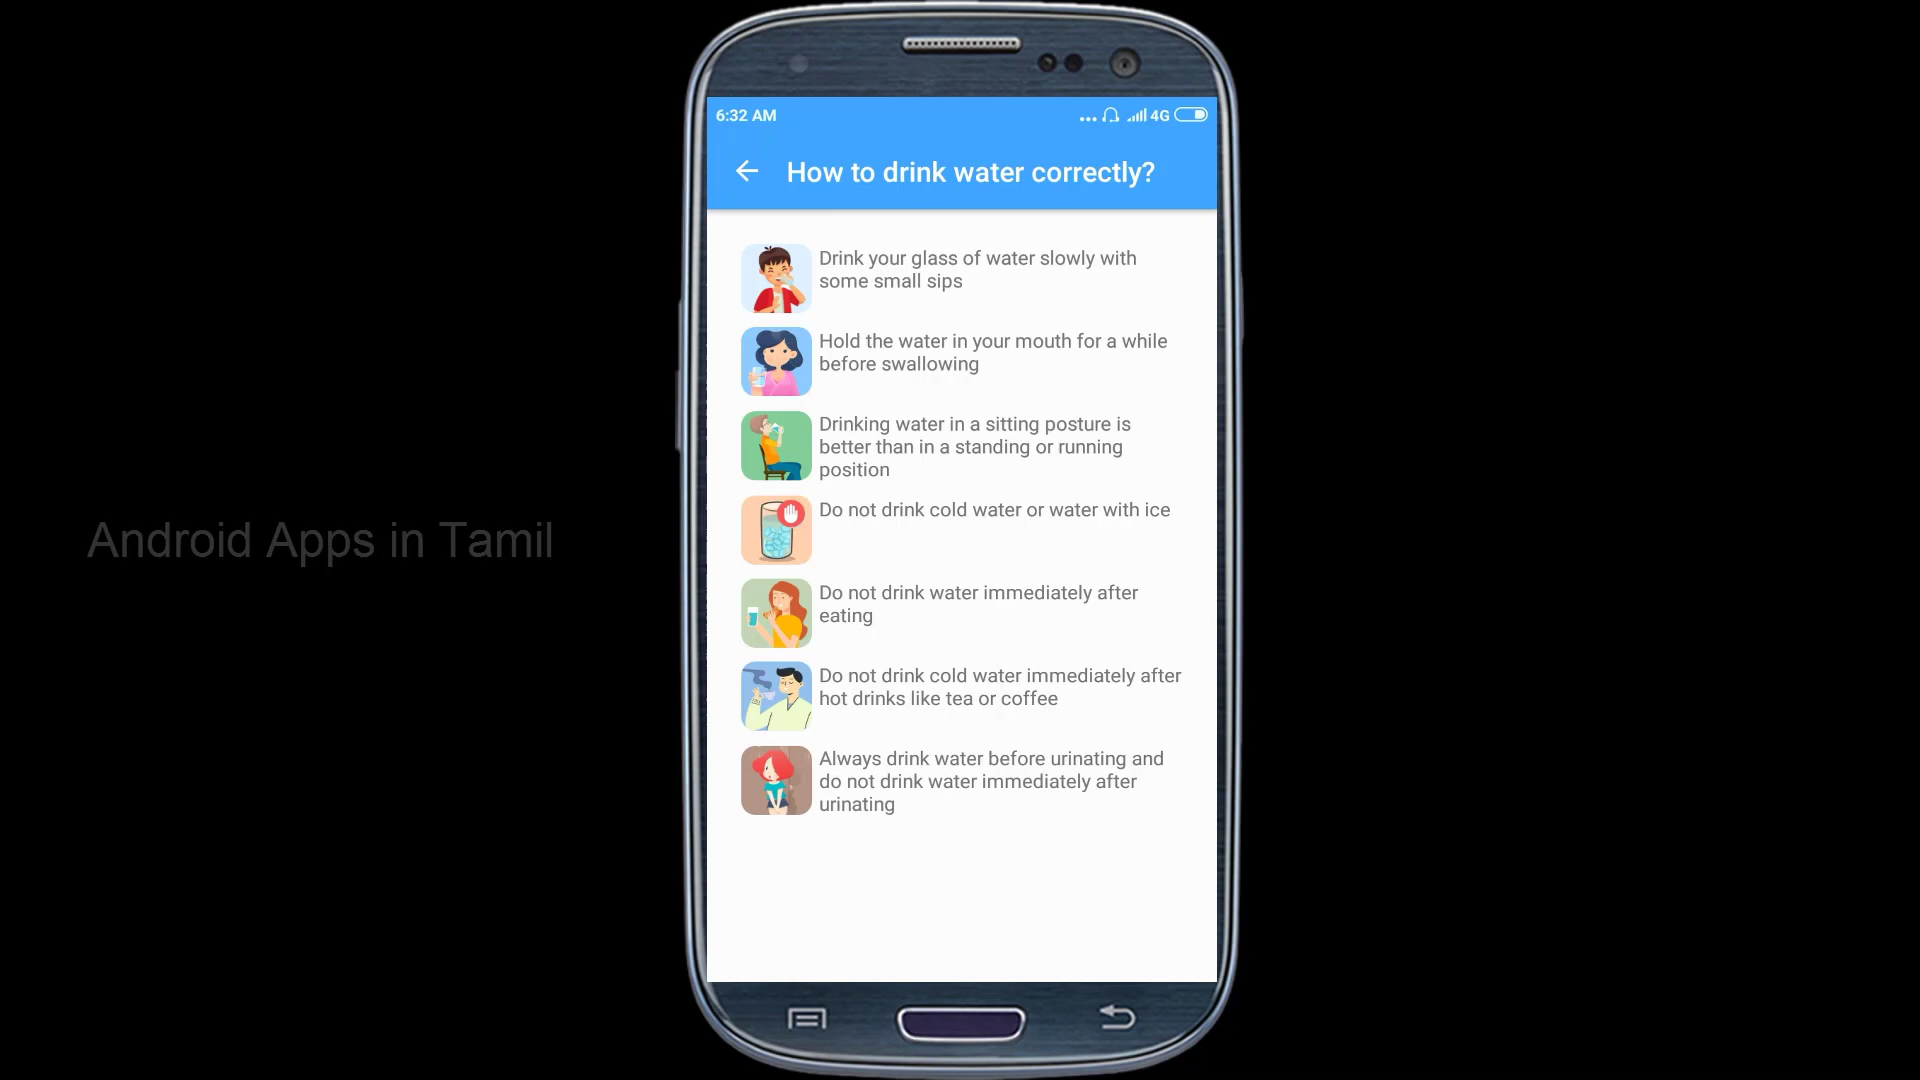 6:32 AM
4G
How to drink water correctly?
Drink your glass of water slowly with
some small sips
Hold the water in your mouth for a while
before swallowing
Drinking water in a sitting posture is
better than in a standing or running
position
Do not drink cold water or water with ice
Do not drink water immediately after
eating
Do not drink cold water immediately after
hot drinks like tea or coffee
Always drink water before urinating and
do not drink water immediately after
urinating
Android Apps in Tamil